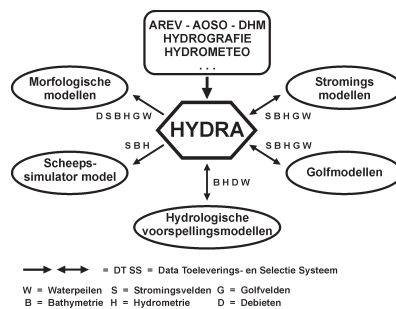 AREV - AOSO - DHM
HYDROGRAFIE
HYDROMETEO
. . .
Morfologische
modellen
Stromings
modellen
D S B H G W
S B H G W
HYDRA
S B H
S B H G W
Scheeps-
simulator model
Golfmodellen
B H D W
Hydrologische
voorspellingsmodellen
= DT SS = Data Toeleverings- en Selectie Systeem
W = Waterpeilen S = Stromingsvelden G = Golfvelden
B = Bathymetrie H = Hydrometrie D = Debieten